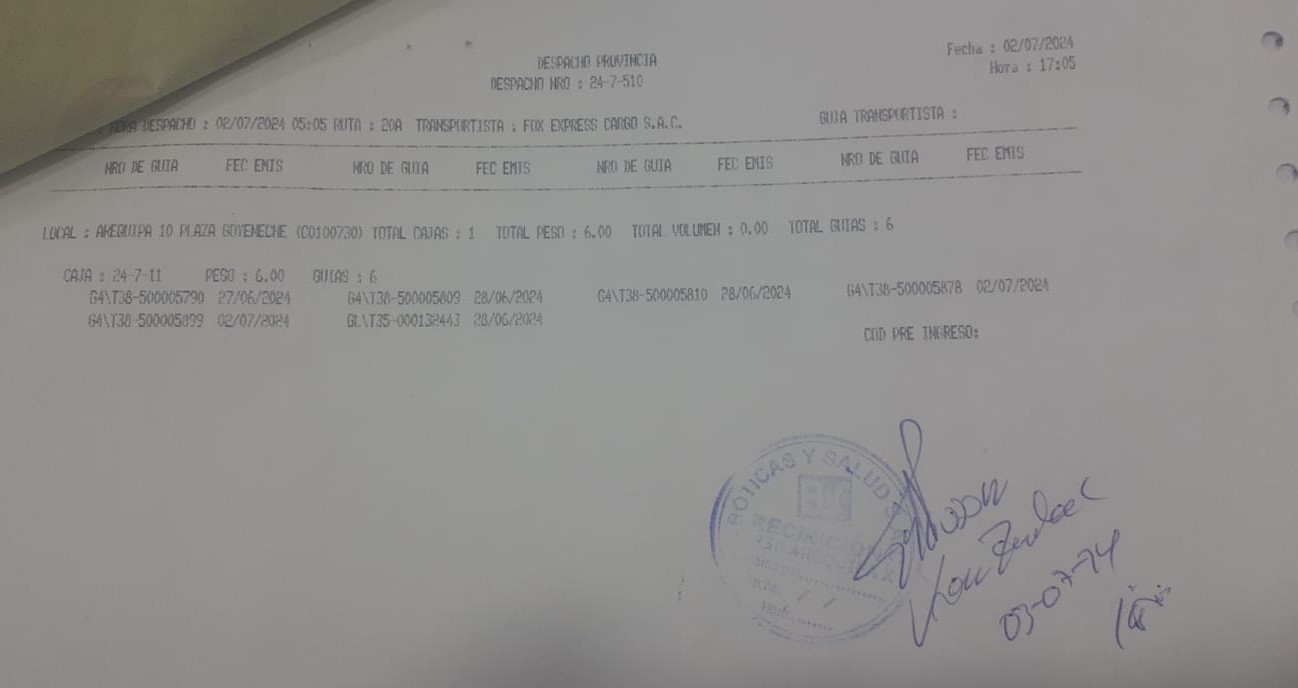 Fecha : 02/07/2024
DESPACHO PROVINCIA
Hora : 17:05
DESPACHO NRO : 24-7-510
HORA DESPACHO : 02/07/2024 05:05 RUTA : 20A TRANSPORTISTA : FOX EXPRESS CARGO S.A.C. GUIA TRANSPORTISTA :
NRO DE GUIA FEC EMIS NRO DE GUIA FEC EMIS NRO DE GUIA FEC EMIS NRO DE GUIA FEC EMIS
LOCAL : AREQUIPA 10 PLAZA GOYENECHE (C0100730) TOTAL CAJAS : 1 TOTAL PESO : 6.00 TOTAL VOLUMEN : 0.00 TOTAL GUIAS : 6
CAJA : 24-7-11 PESO : 6.00 GUIAS : 6
G4\T38-500005790 27/06/2024 G4\T38-500005809 28/06/2024 G4\T38-500005810 28/06/2024 G4\T38-500005878 02/07/2024
G4\T38-500005899 02/07/2024 GL\T35-000132443 28/06/2024
COD PRE INGRESO:
BOTICAS Y SALUD
03-07-24